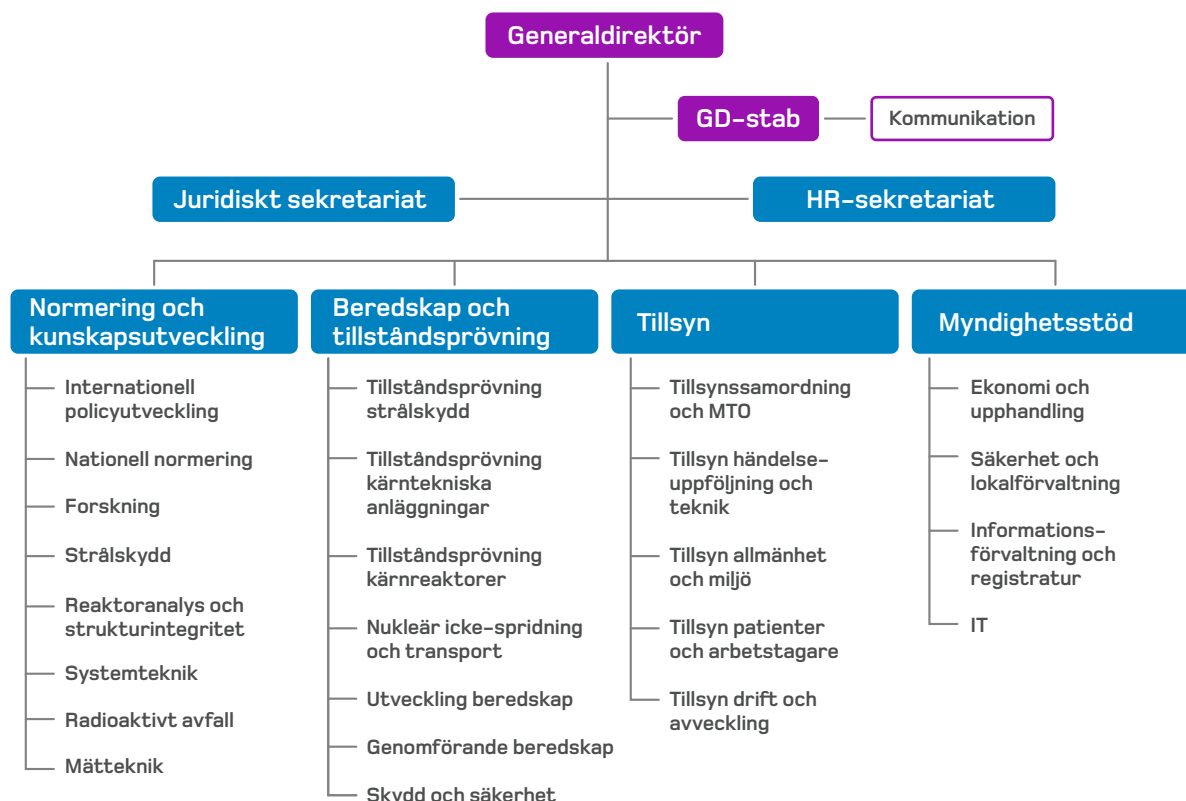 Generaldirektör
GD-stab
Kommunikation
Juridiskt sekretariat
HR-sekretariat
Normering och
kunskapsutveckling
Internationell
policyutveckling
Nationell normering
Forskning
Strålskydd
Reaktoranalys och
strukturintegritet
Systemteknik
Radioaktivt avfall
Mätteknik
Beredskap och
tillståndsprövning
Tillståndsprövning
strålskydd
Tillståndsprövning
kärntekniska
anläggningar
Tillståndsprövning
kärnreaktorer
Nukleär icke-spridning
och transport
Utveckling beredskap
Genomförande beredskap
Skydd och säkerhet
Tillsyn
Tillsynssamordning
och MTO
Tillsyn händelse-
uppföljning och
teknik
Tillsyn allmänhet
och miljö
Tillsyn patienter
och arbetstagare
Tillsyn drift och
avveckling
Myndighetsstöd
Ekonomi och
upphandling
Säkerhet och
lokalförvaltning
Informations-
förvaltning och
registratur
IT